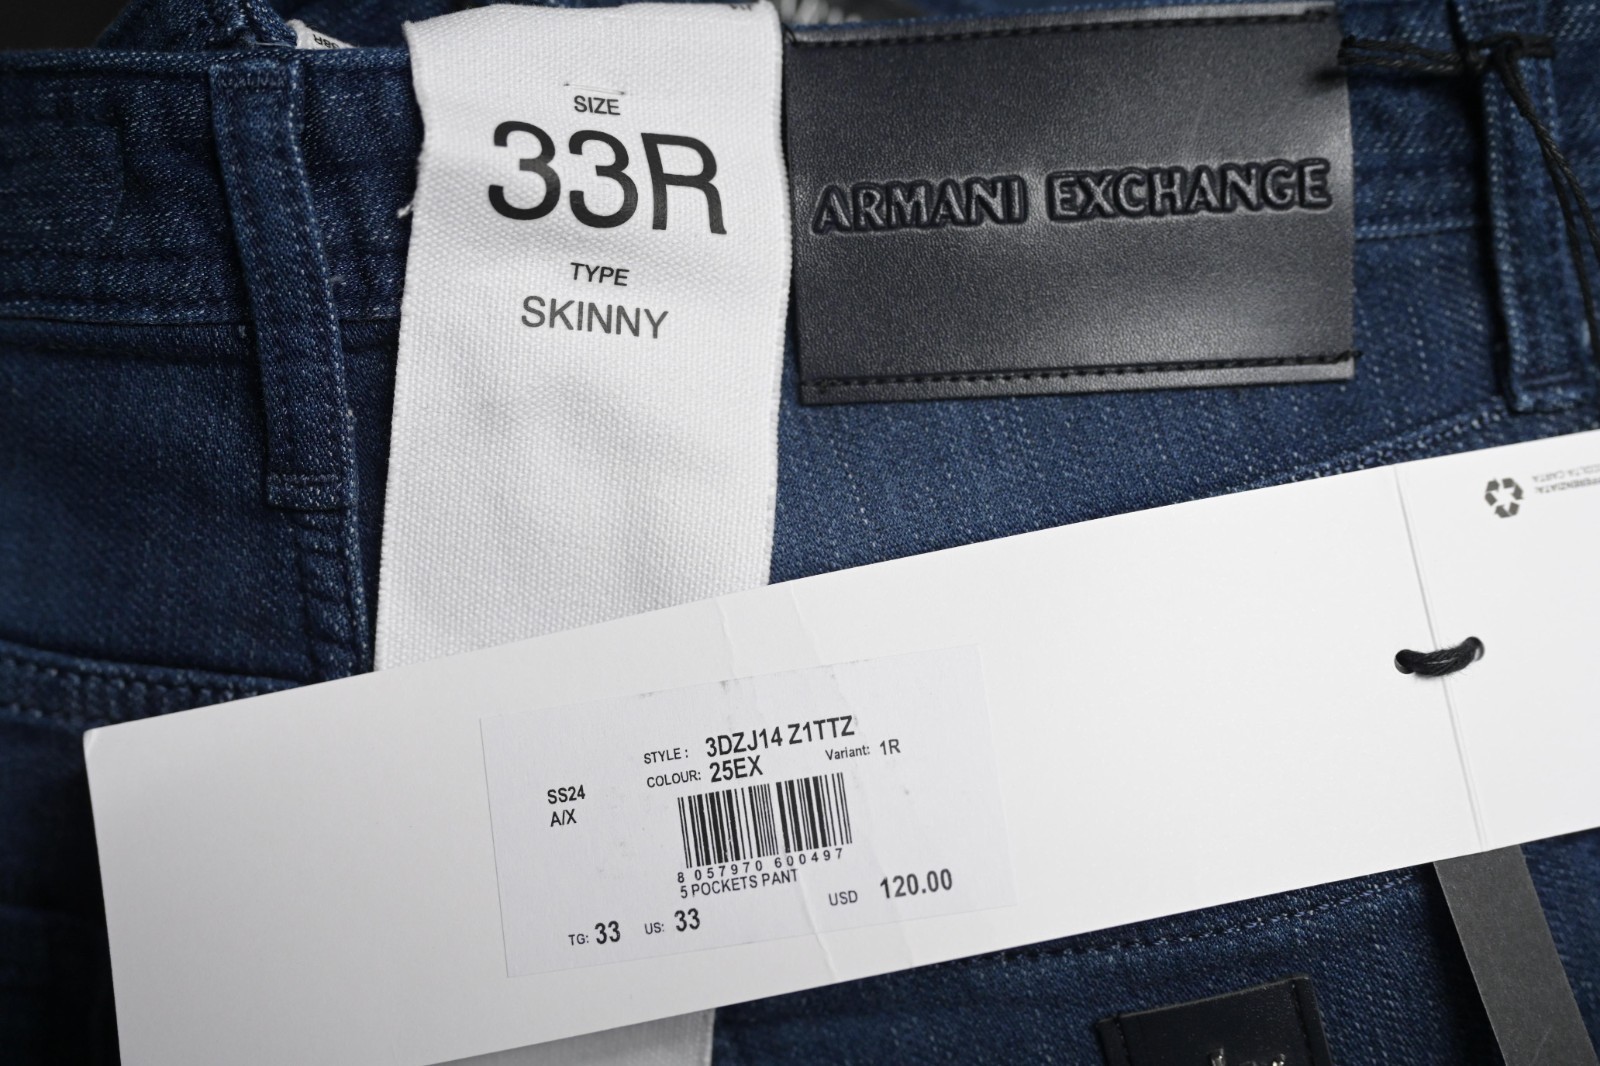 SIZE
33R
TYPE
SKINNY
ARMANI EXCHANGE
STYLE: 3DZJ14 Z1TTZ
COLOUR: 25EX Variant: 1R
SS24
A/X
8 057970 600497
5 POCKETS PANT
USD 120.00
TG: 33 US: 33